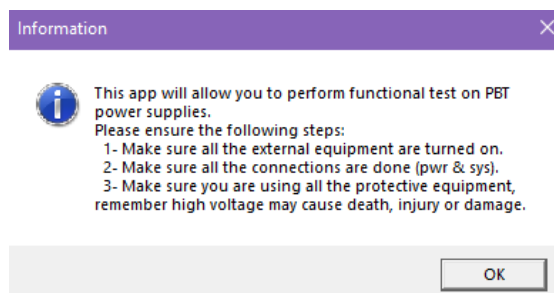 Information
This app will allow you to perform functional test on PBT
power supplies.
Please ensure the following steps:
1- Make sure all the external equipment are turned on.
2- Make sure all the connections are done (pwr & sys).
3- Make sure you are using all the protective equipment,
remember high voltage may cause death, injury or damage.
OK